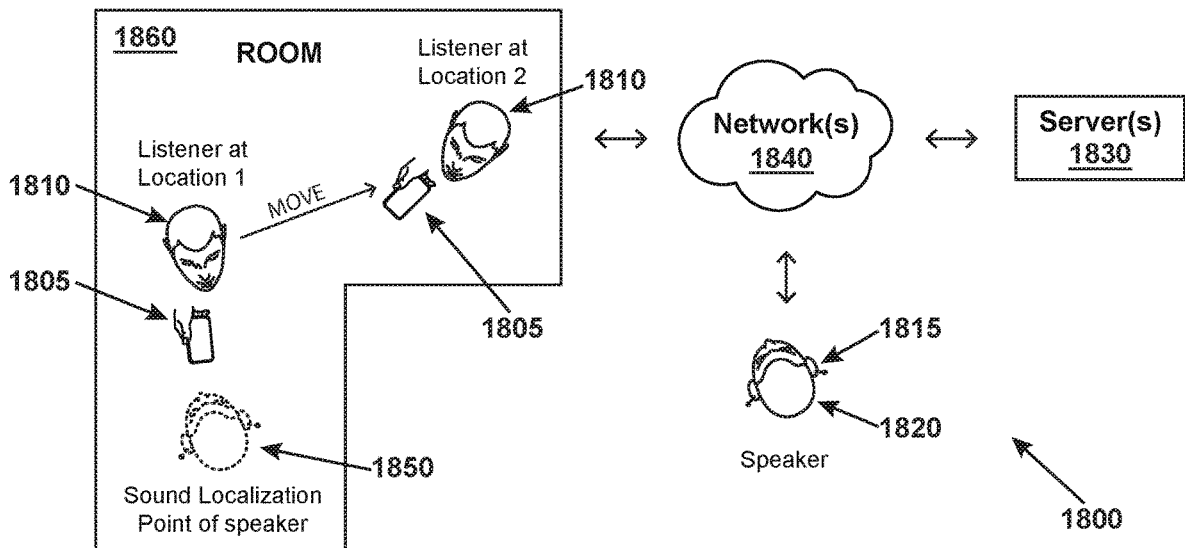 1860
ROOM
Listener at
Location 2
1810
Listener at
Location 1
1810
MOVE
1805
1805
1850
Sound Localization
Point of speaker
Network(s)
1840
Server(s)
1830
1815
1820
Speaker
1800